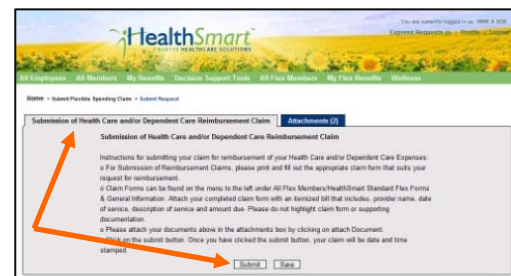 You are currently logged in as:
HealthSmart
SMARTER HEALTHCARE SOLUTIONS
Express Requests (0) - Profile - Logout
All Employees All Members My Benefits Decision Support Tools All Flex Members My Flex Benefits Wellness
Home - Submit Flexible Spending Claim - Submit Request
Submission of Health Care and/or Dependent Care Reimbursement Claim Attachments (2)
Submission of Health Care and/or Dependent Care Reimbursement Claim
Instructions for submitting your claim for reimbursement of your Health Care and/or Dependent Care Expenses:
o For Submission of Reimbursement Claims, please print and fill out the appropriate claim form that suits your
request for reimbursement.
o Claim Forms can be found on the menu to the left under All Flex Members/HealthSmart Standard Flex Forms
& General Information. Attach your completed claim form with an itemized bill that includes, provider name, date
of service, description of service and amount due. Please do not highlight claim form or supporting
documentation.
o Please attach your documents above in the attachments box by clicking on attach Document.
Click on the submit button. Once you have clicked the submit button, your claim will be date and time
stamped.
Submit Save